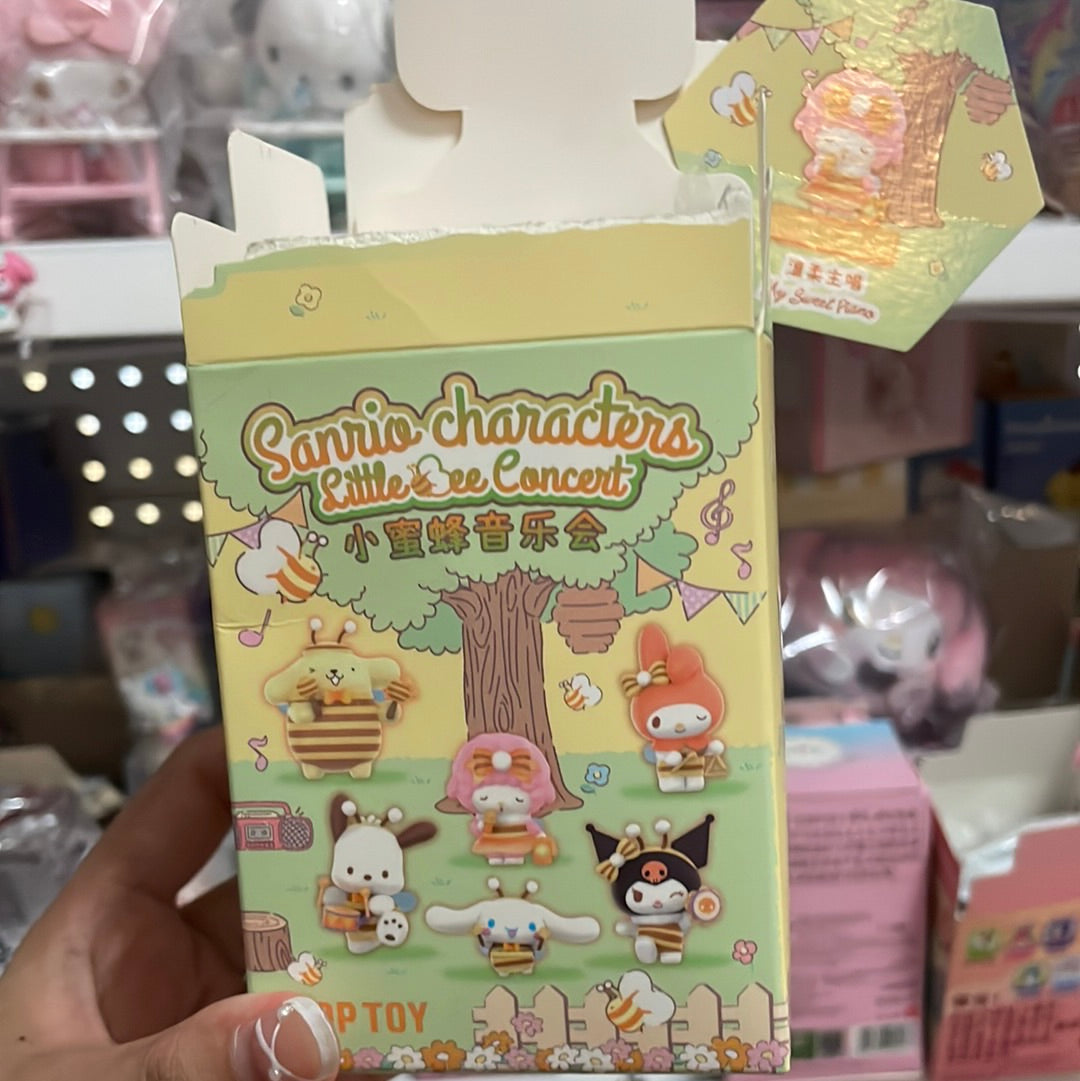 温柔主唱
My Sweet Piano
Sanrio characters
Little Bee Concert
小蜜蜂音乐会
OP TOY